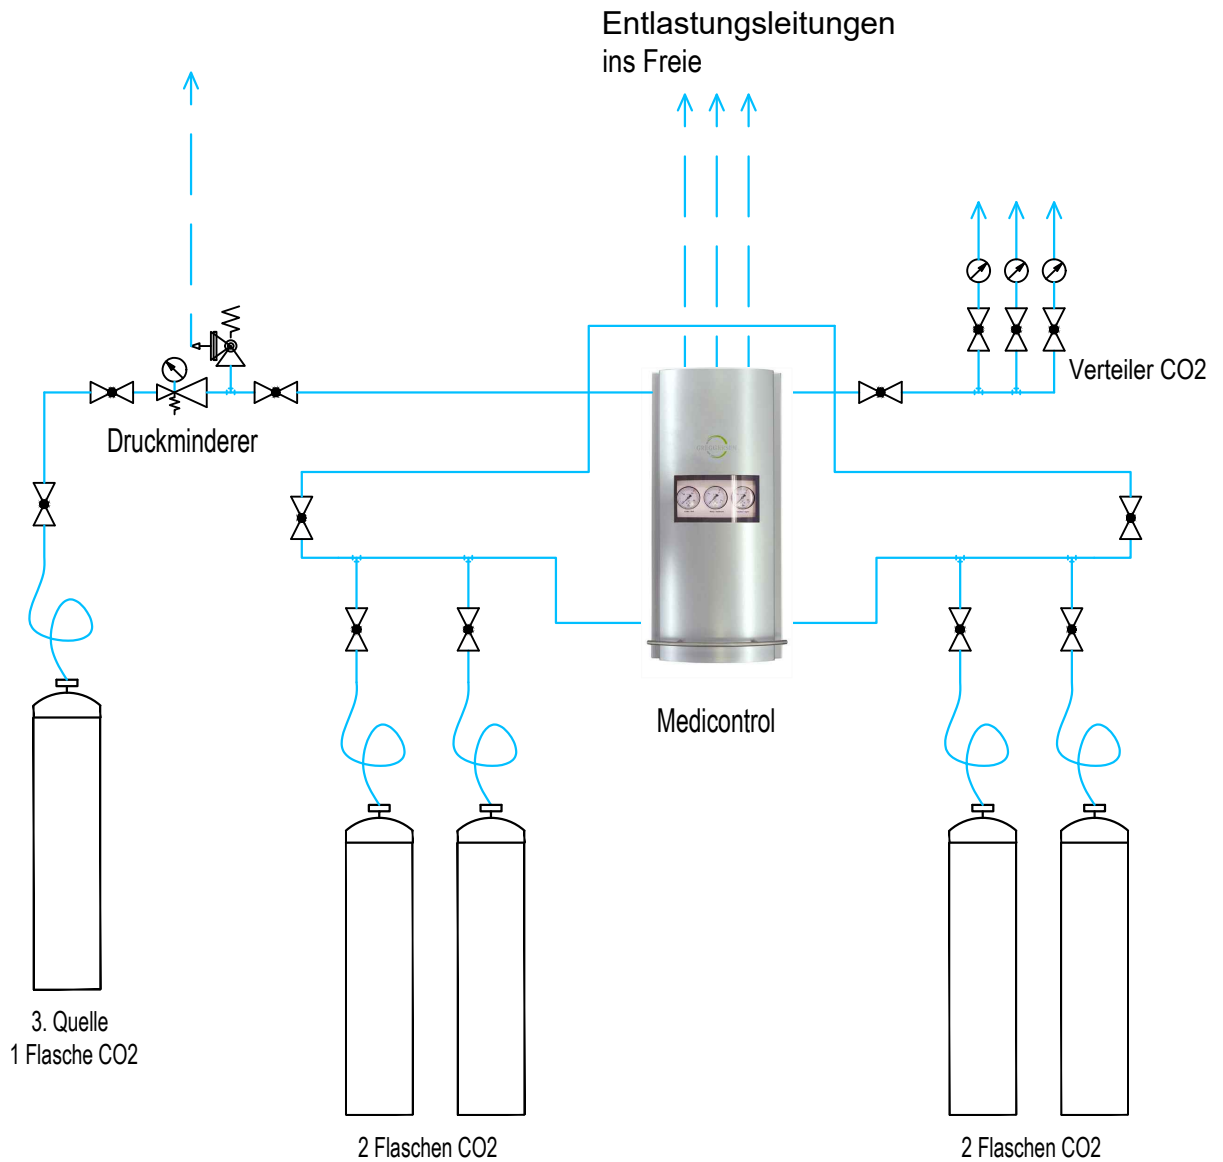 Entlastungsleitungen
ins Freie
Verteiler CO2
Druckminderer
Medicontrol
3. Quelle
1 Flasche CO2
2 Flaschen CO2
2 Flaschen CO2